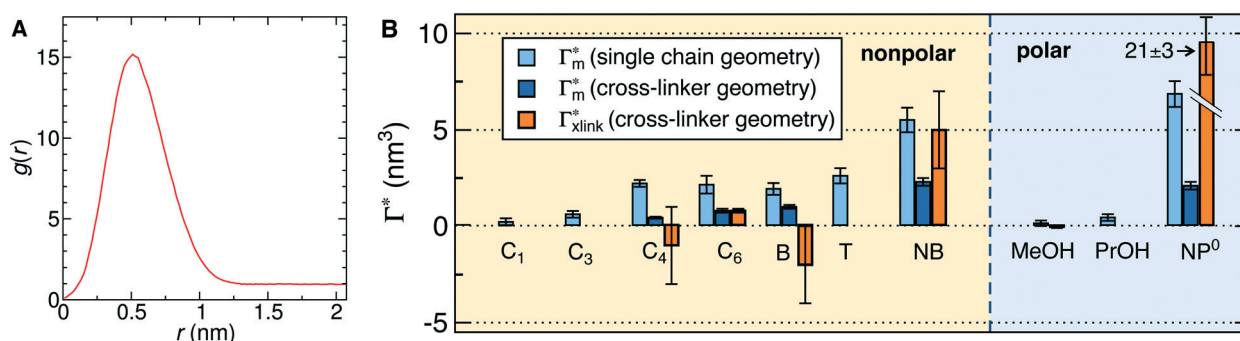 A
g(r)
15
10
5
1
0
0 0.5 1 1.5 2
r (nm)
B
Γ* (nm³)
10
5
0
-5
Γ*m (single chain geometry)
Γ*m (cross-linker geometry)
Γ*xlink (cross-linker geometry)
nonpolar
polar
21±3
C₁ C₃ C₄ C₆ B T NB MeOH PrOH NP⁰